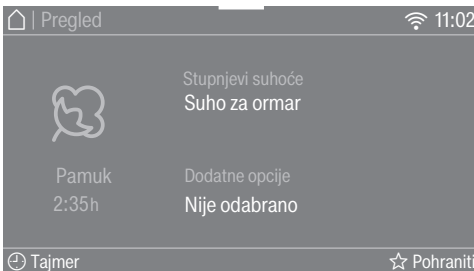 | Pregled
11:02
Stupnjevi suhoće
Suho za ormar
Pamuk
2:35h
Dodatne opcije
Nije odabrano
Tajmer
Pohraniti